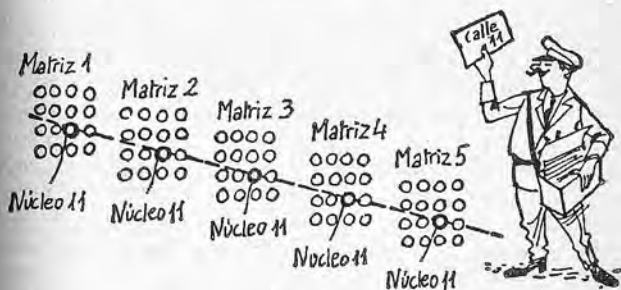 Calle
11
Matriz 1
Matriz 2
Matriz 3
Matriz 4
Matriz 5
Núcleo 11
Núcleo 11
Núcleo 11
Nucleo 11
Núcleo 11